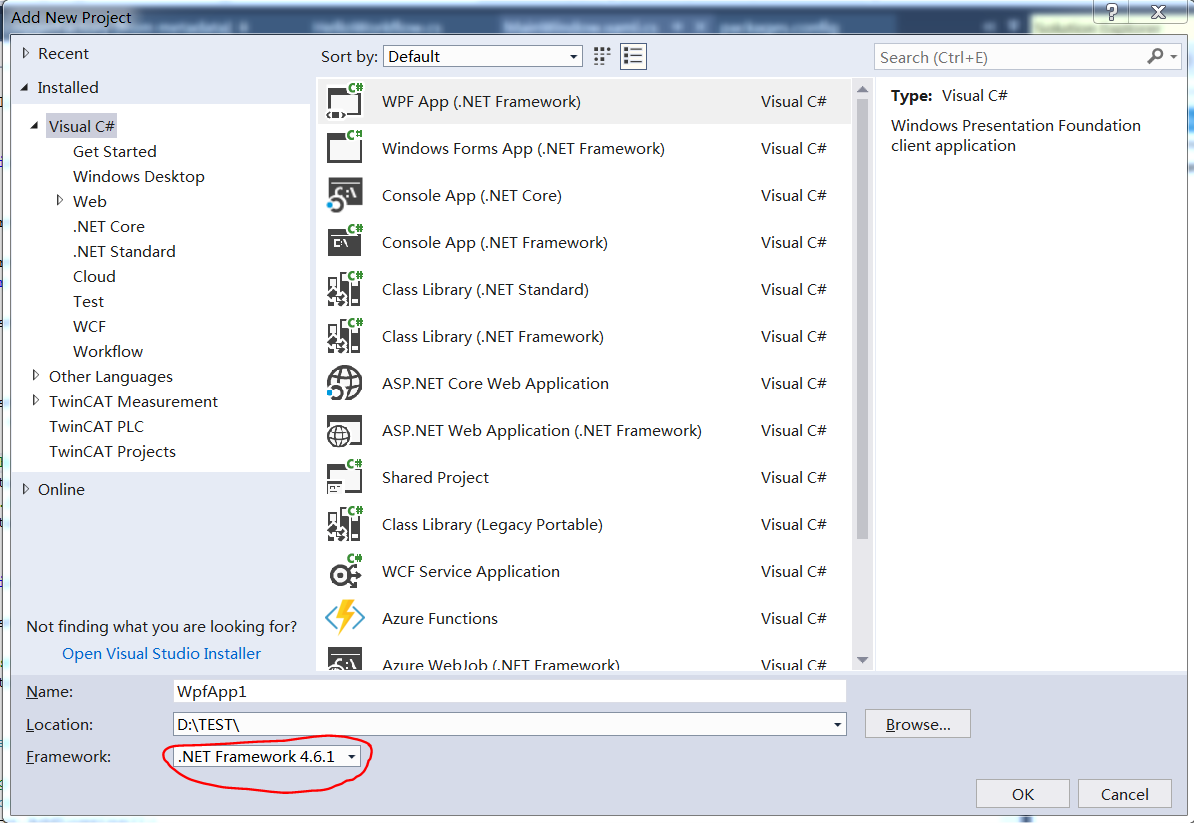 Add New Project
Recent
Installed
Visual C#
Get Started
Windows Desktop
Web
.NET Core
.NET Standard
Cloud
Test
WCF
Workflow
Other Languages
TwinCAT Measurement
TwinCAT PLC
TwinCAT Projects
Online
Not finding what you are looking for?
Open Visual Studio Installer
Sort by: Default
WPF App (.NET Framework) Visual C#
Windows Forms App (.NET Framework) Visual C#
Console App (.NET Core) Visual C#
Console App (.NET Framework) Visual C#
Class Library (.NET Standard) Visual C#
Class Library (.NET Framework) Visual C#
ASP.NET Core Web Application Visual C#
ASP.NET Web Application (.NET Framework) Visual C#
Shared Project Visual C#
Class Library (Legacy Portable) Visual C#
WCF Service Application Visual C#
Azure Functions Visual C#
Azure WebJob (.NET Framework) Visual C#
Search (Ctrl+E)
Type: Visual C#
Windows Presentation Foundation
client application
Name: WpfApp1
Location: D:\TEST\ Browse...
Framework: .NET Framework 4.6.1
OK Cancel